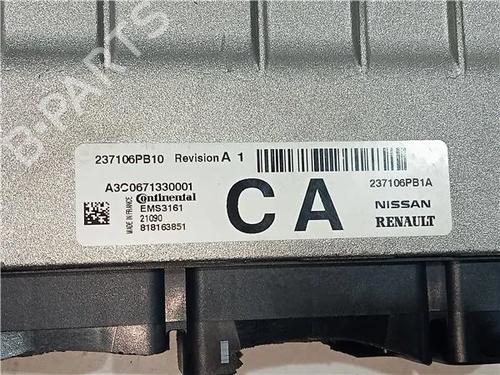 B-PARTS
237106PB10 Revision A 1
A3C0671330001
237106PB1A
MADE IN FRANCE
Continental
EMS3161
21090
818163851
CA
NISSAN
RENAULT